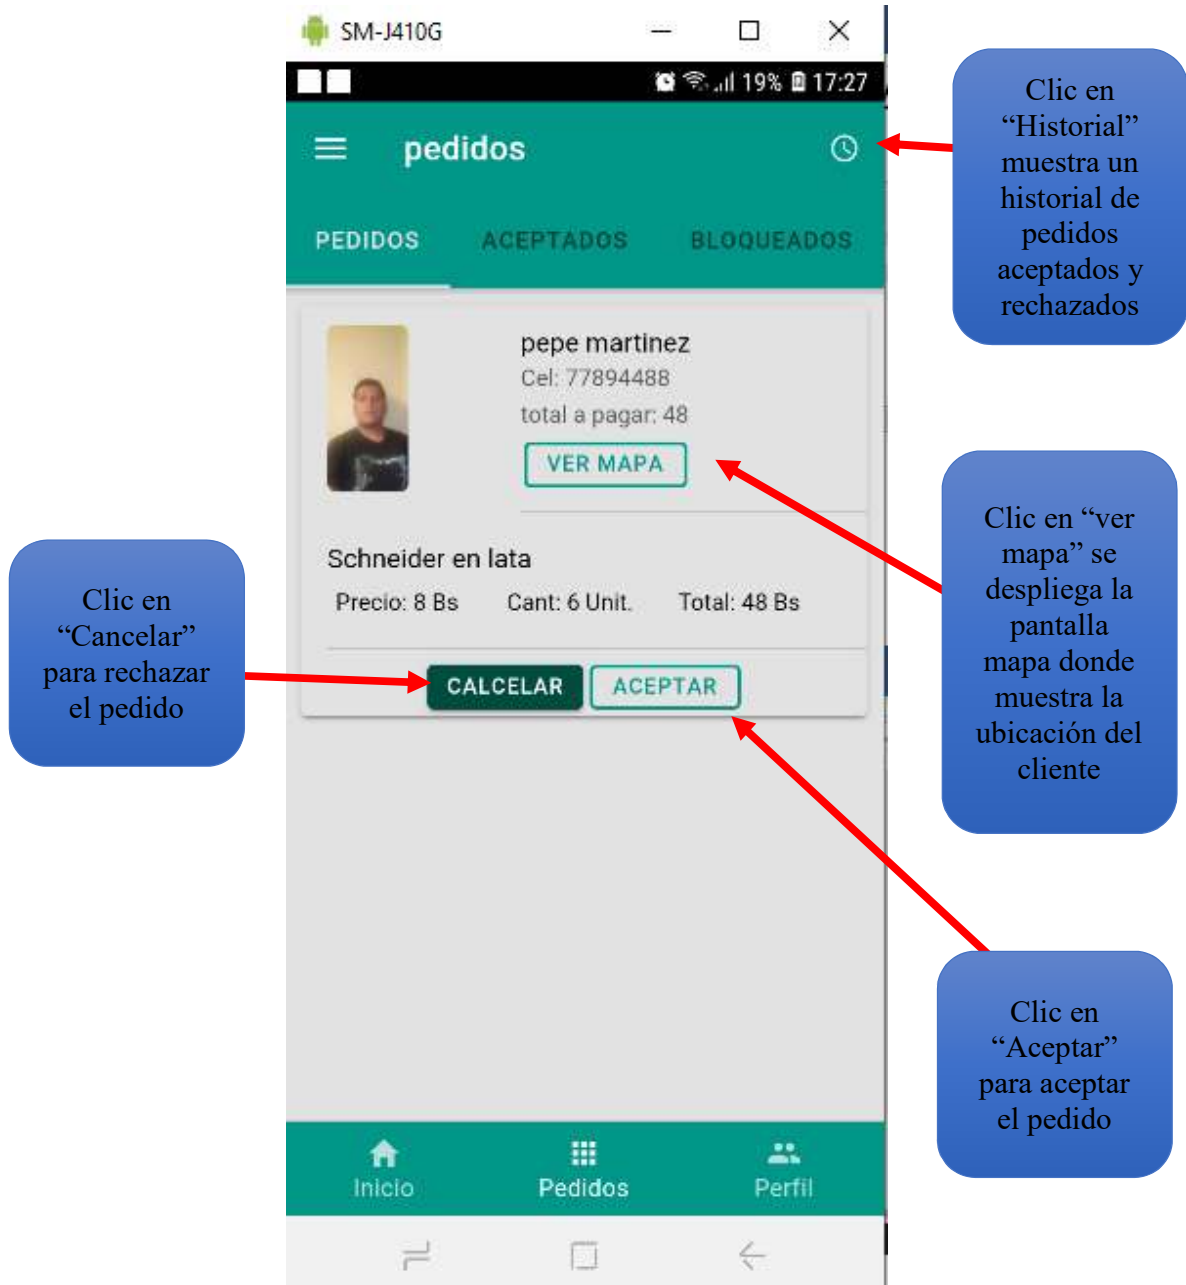 SM-J410G
19% 17:27
pedidos
PEDIDOS ACEPTADOS BLOQUEADOS
pepe martinez
Cel: 77894488
total a pagar: 48
VER MAPA
Schneider en lata
Precio: 8 Bs Cant: 6 Unit. Total: 48 Bs
CALCELAR ACEPTAR
Inicio Pedidos Perfil
Clic en
“Historial”
muestra un
historial de
pedidos
aceptados y
rechazados
Clic en “ver
mapa” se
despliega la
pantalla
mapa donde
muestra la
ubicación del
cliente
Clic en
“Cancelar”
para rechazar
el pedido
Clic en
“Aceptar”
para aceptar
el pedido